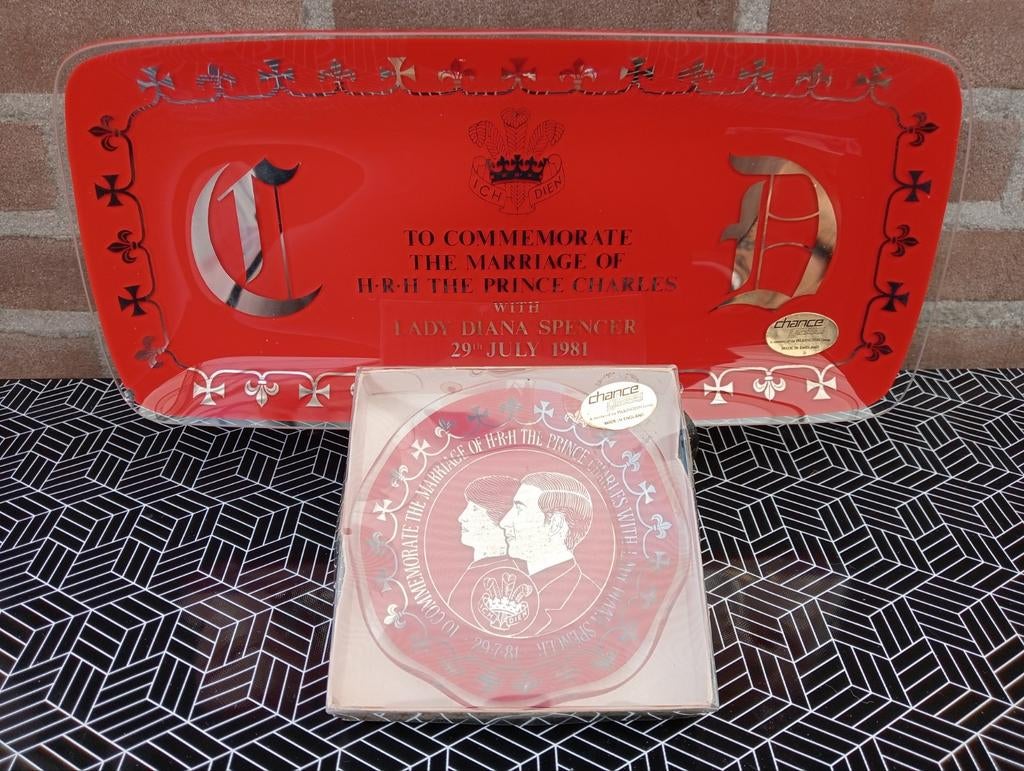 C
D
ICH DIEN
TO COMMEMORATE
THE MARRIAGE OF
H·R·H THE PRINCE CHARLES
WITH
LADY DIANA SPENCER
29th JULY 1981
chance
MADE IN ENGLAND
chance
MADE IN ENGLAND
TO COMMEMORATE THE MARRIAGE OF H·R·H THE PRINCE CHARLES WITH LADY DIANA SPENCER
29.7.81
DIEN